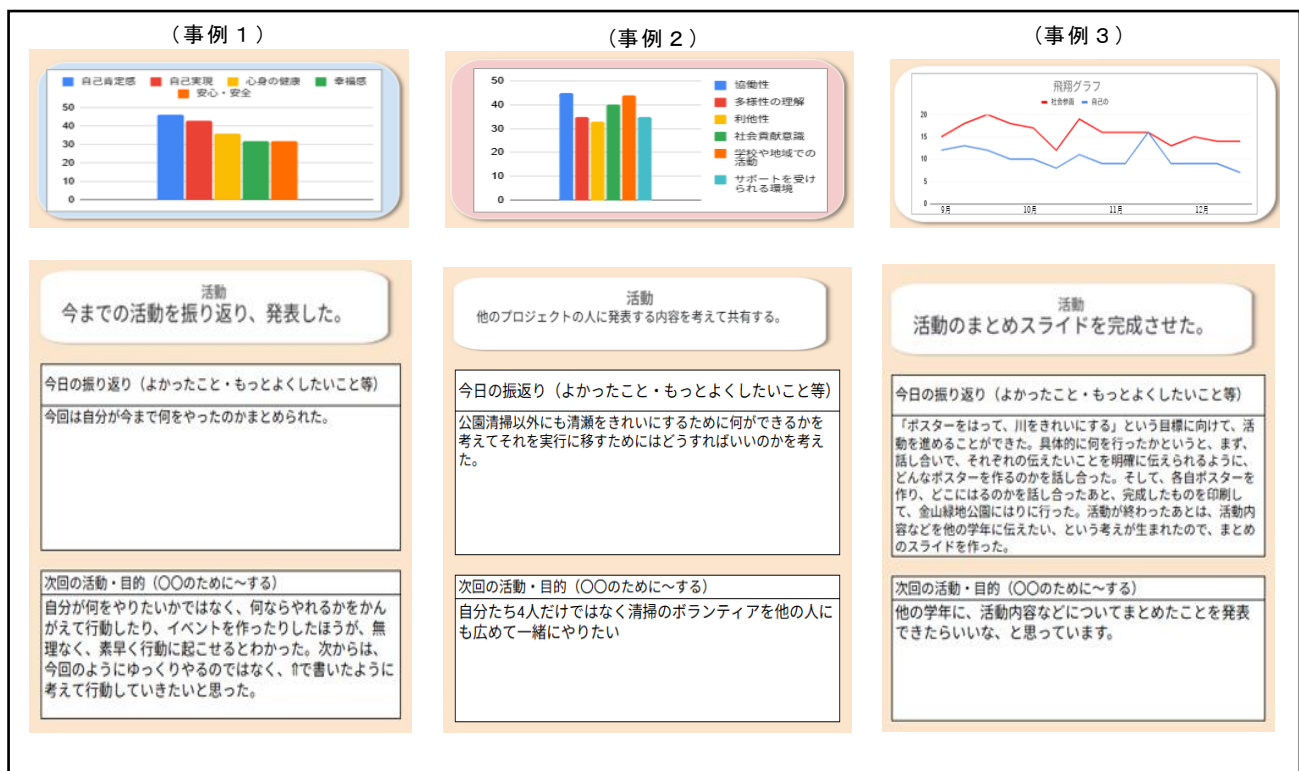 (事例１)
自己肯定感 自己実現 心身の健康 幸福感
安心・安全
50
40
30
20
10
0
活動
今までの活動を振り返り、発表した。
今日の振り返り（よかったこと・もっとよくしたいこと等）
今回は自分が今まで何をやったのかまとめられた。
次回の活動・目的（〇〇のために～する）
自分が何をやりたいかではなく、何ならやれるかをかん
がえて行動したり、イベントを作ったりしたほうが、無
理なく、素早く行動に起こせるとわかった。次からは、
今回のようにゆっくりやるのではなく、⇑で書いたように
考えて行動していきたいと思った。
(事例２)
50
40
30
20
10
0
協働性
多様性の理解
利他性
社会貢献意識
学校や地域での
活動
サポートを受け
られる環境
活動
他のプロジェクトの人に発表する内容を考えて共有する。
今日の振返り（よかったこと・もっとよくしたいこと等）
公園清掃以外にも清瀬をきれいにするために何ができるかを
考えてそれを実行に移すためにはどうすればいいのかを考え
た。
次回の活動・目的（〇〇のために～する）
自分たち4人だけではなく清掃のボランティアを他の人に
も広めて一緒にやりたい
(事例３)
飛翔グラフ
社会参画 自己の
20
15
10
5
0
9月 10月 11月 12月
活動
活動のまとめスライドを完成させた。
今日の振り返り（よかったこと・もっとよくしたいこと等）
「ポスターをはって、川をきれいにする」という目標に向けて、活
動を進めることができた。具体的に何を行ったかというと、まず、
話し合いで、それぞれの伝えたいことを明確に伝えられるように、
どんなポスターを作るのかを話し合った。そして、各自ポスターを
作り、どこにはるのかを話し合ったあと、完成したものを印刷し
て、金山緑地公園にはりに行った。活動が終わったあとは、活動内
容などを他の学年に伝えたい、という考えが生まれたので、まとめ
のスライドを作った。
次回の活動・目的（〇〇のために～する）
他の学年に、活動内容などについてまとめたことを発表
できたらいいな、と思っています。